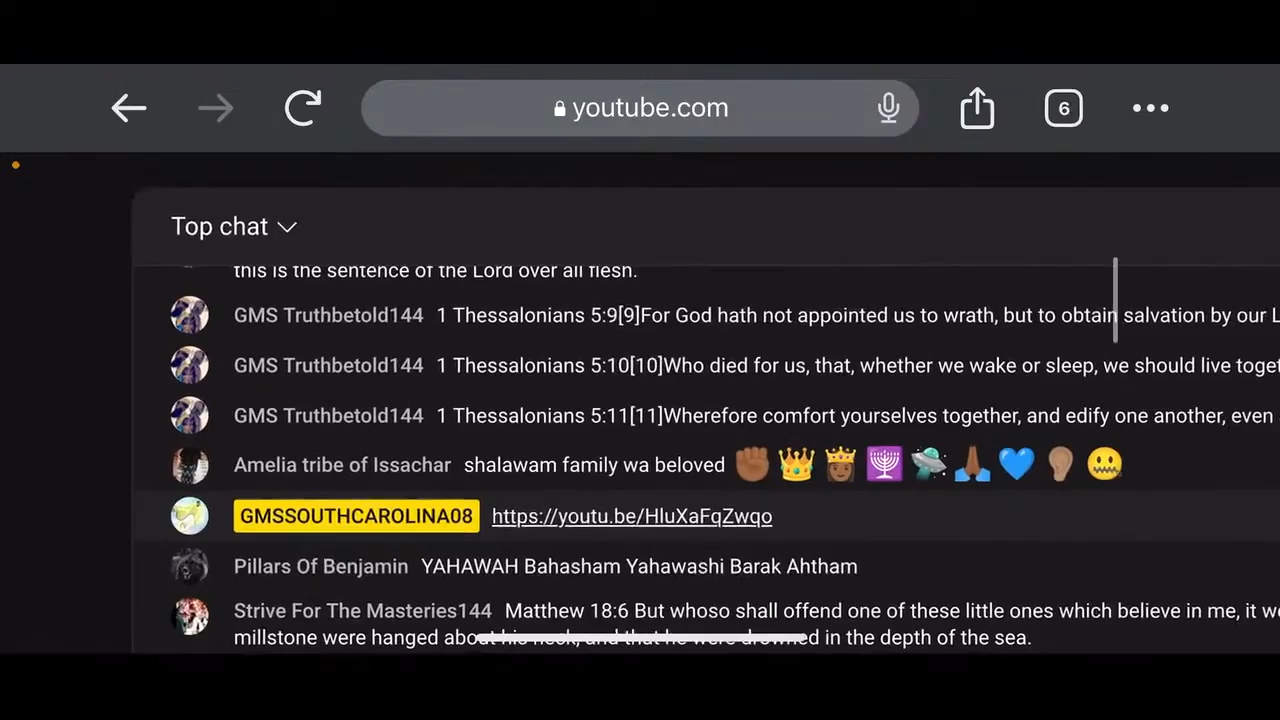 youtube.com
6
Top chat
this is the sentence of the Lord over all flesh.
GMS Truthbetold144 1 Thessalonians 5:9[9]For God hath not appointed us to wrath, but to obtain salvation by our
GMS Truthbetold144 1 Thessalonians 5:10[10]Who died for us, that, whether we wake or sleep, we should live
GMS Truthbetold144 1 Thessalonians 5:11[11]Wherefore comfort yourselves together, and edify one another, even
Amelia tribe of Issachar shalawam family wa beloved ✊🏾👑👸🏾🕎🛸🙏🏾💙👂🏾🤐
GMSSOUTHCAROLINA08 https://youtu.be/HluXaFqZwqo
Pillars Of Benjamin YAHAWAH Bahasham Yahawashi Barak Ahtham
Strive For The Masteries144 Matthew 18:6 But whoso shall offend one of these little ones which believe in me, it
millstone were hanged about his neck, and that he were drowned in the depth of the sea.